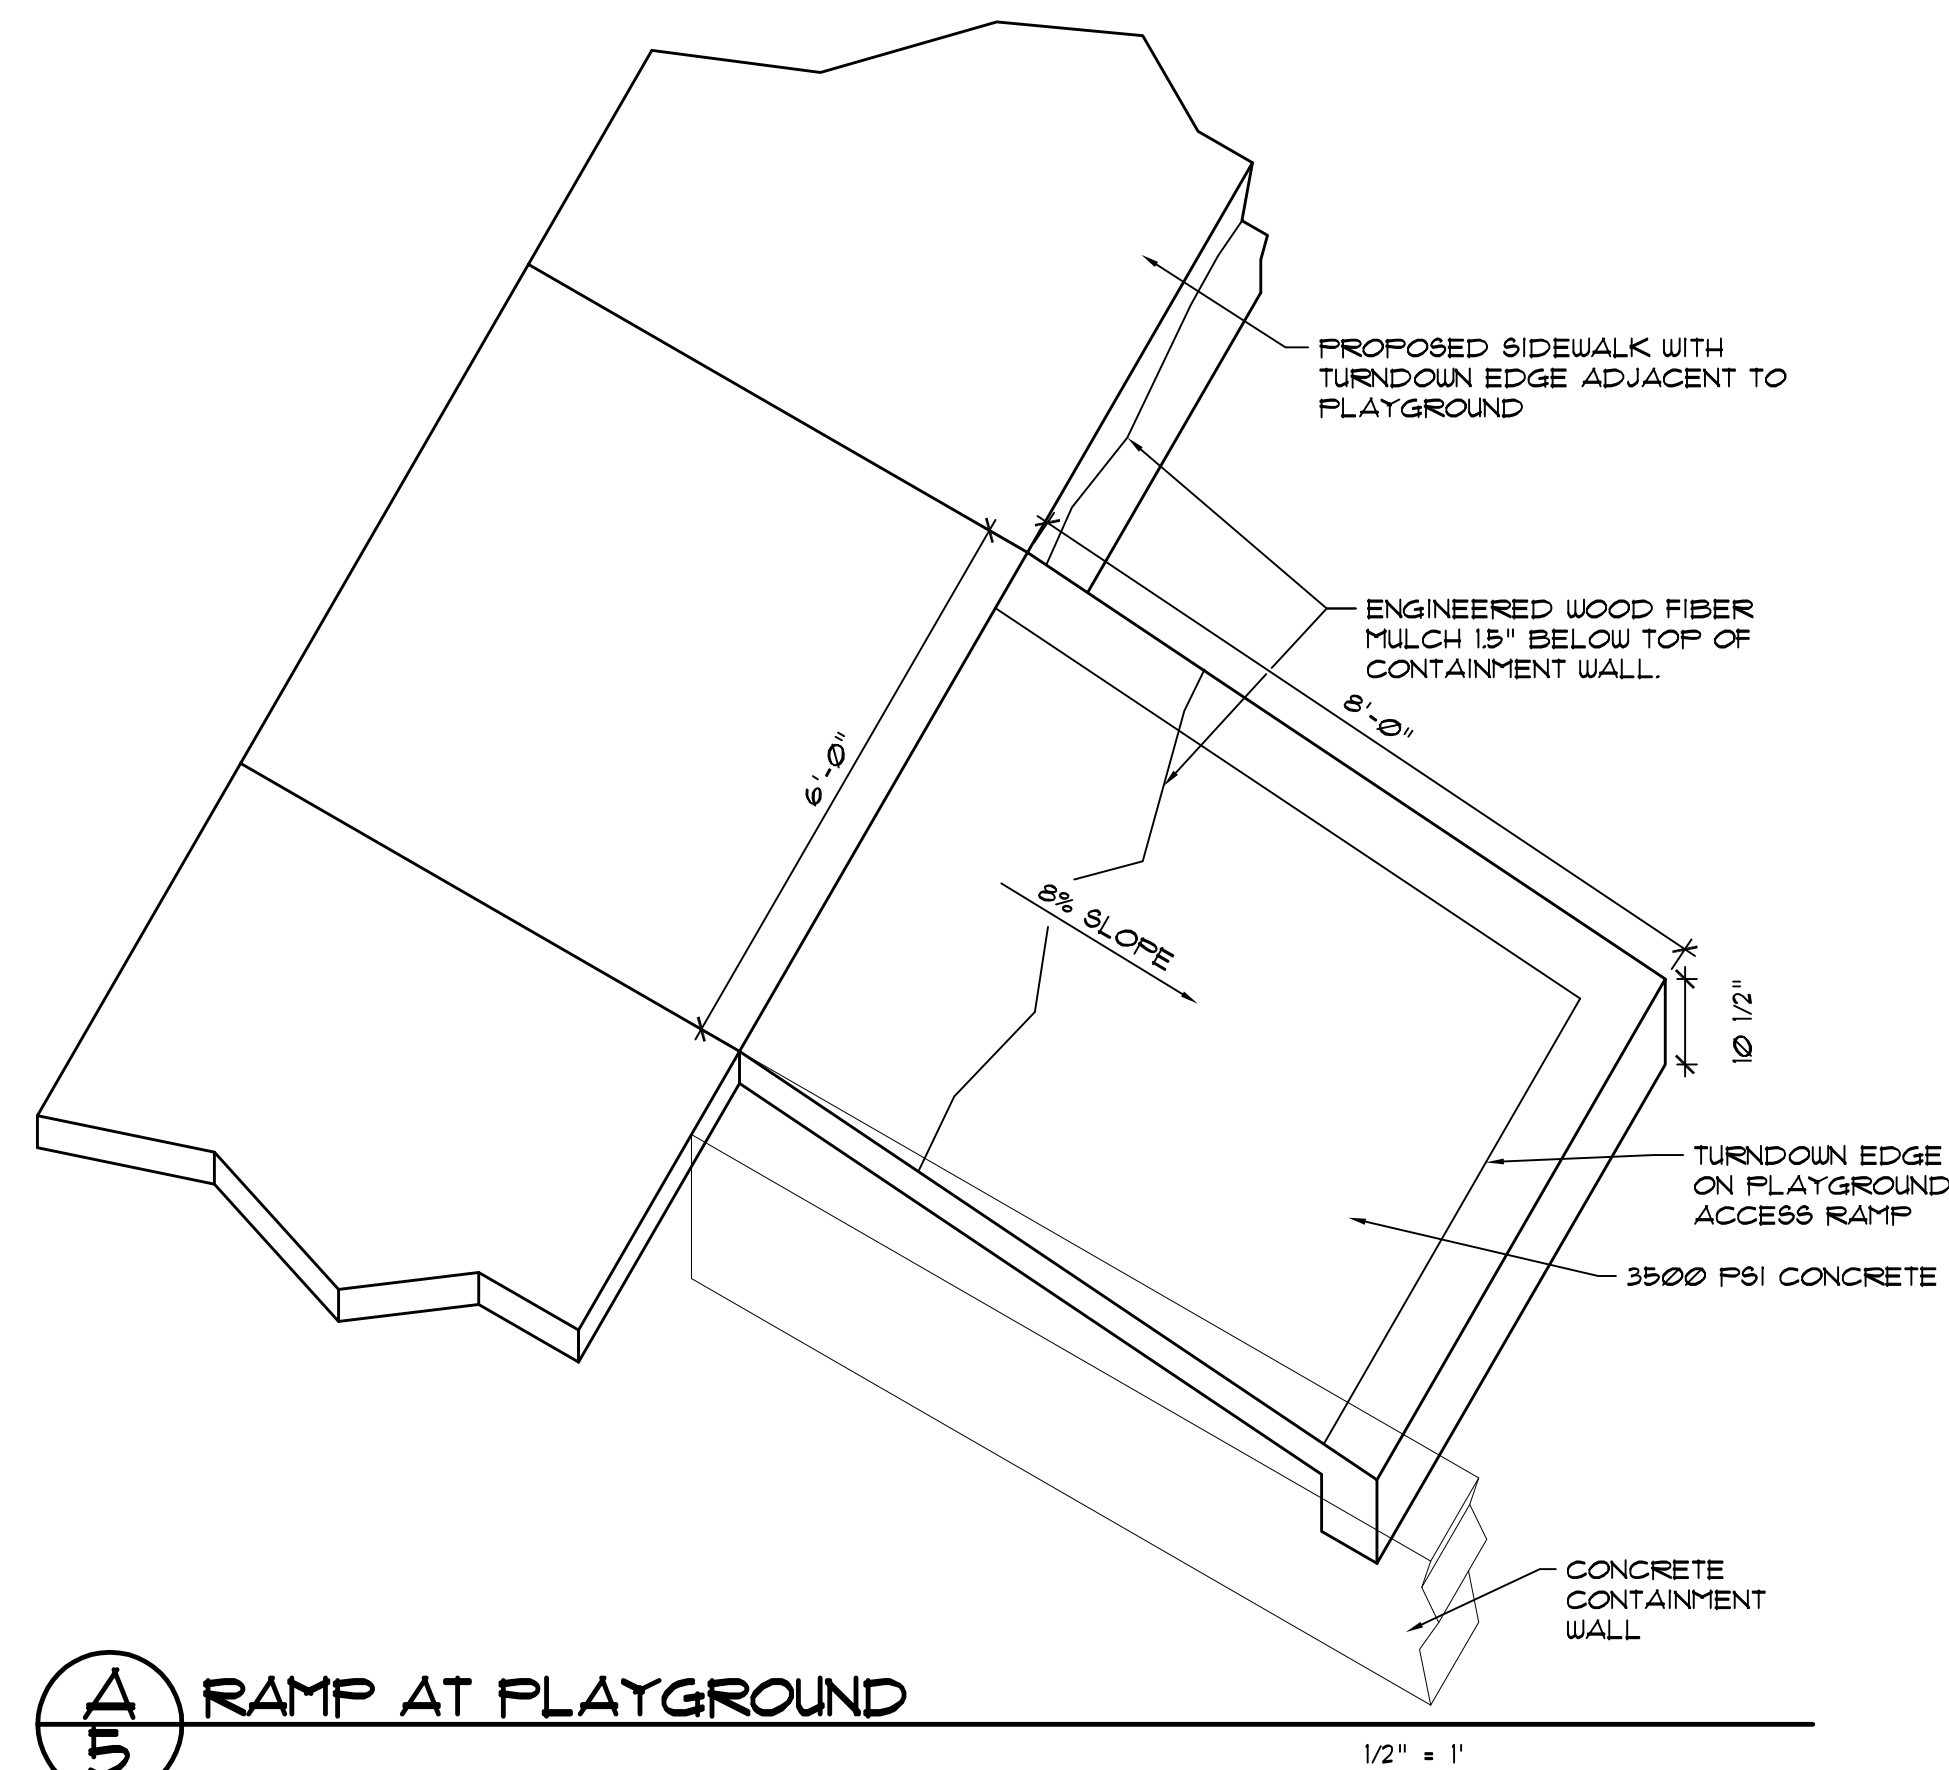 PROPOSED SIDEWALK WITH
TURNDOWN EDGE ADJACENT TO
PLAYGROUND
ENGINEERED WOOD FIBER
MULCH 1.5" BELOW TOP OF
CONTAINMENT WALL.
8'-0"
6'-0"
8% SLOPE
10 1/2"
TURNDOWN EDGE
ON PLAYGROUND
ACCESS RAMP
3500 PSI CONCRETE
CONCRETE
CONTAINMENT
WALL
A
5
RAMP AT PLAYGROUND
1/2" = 1'